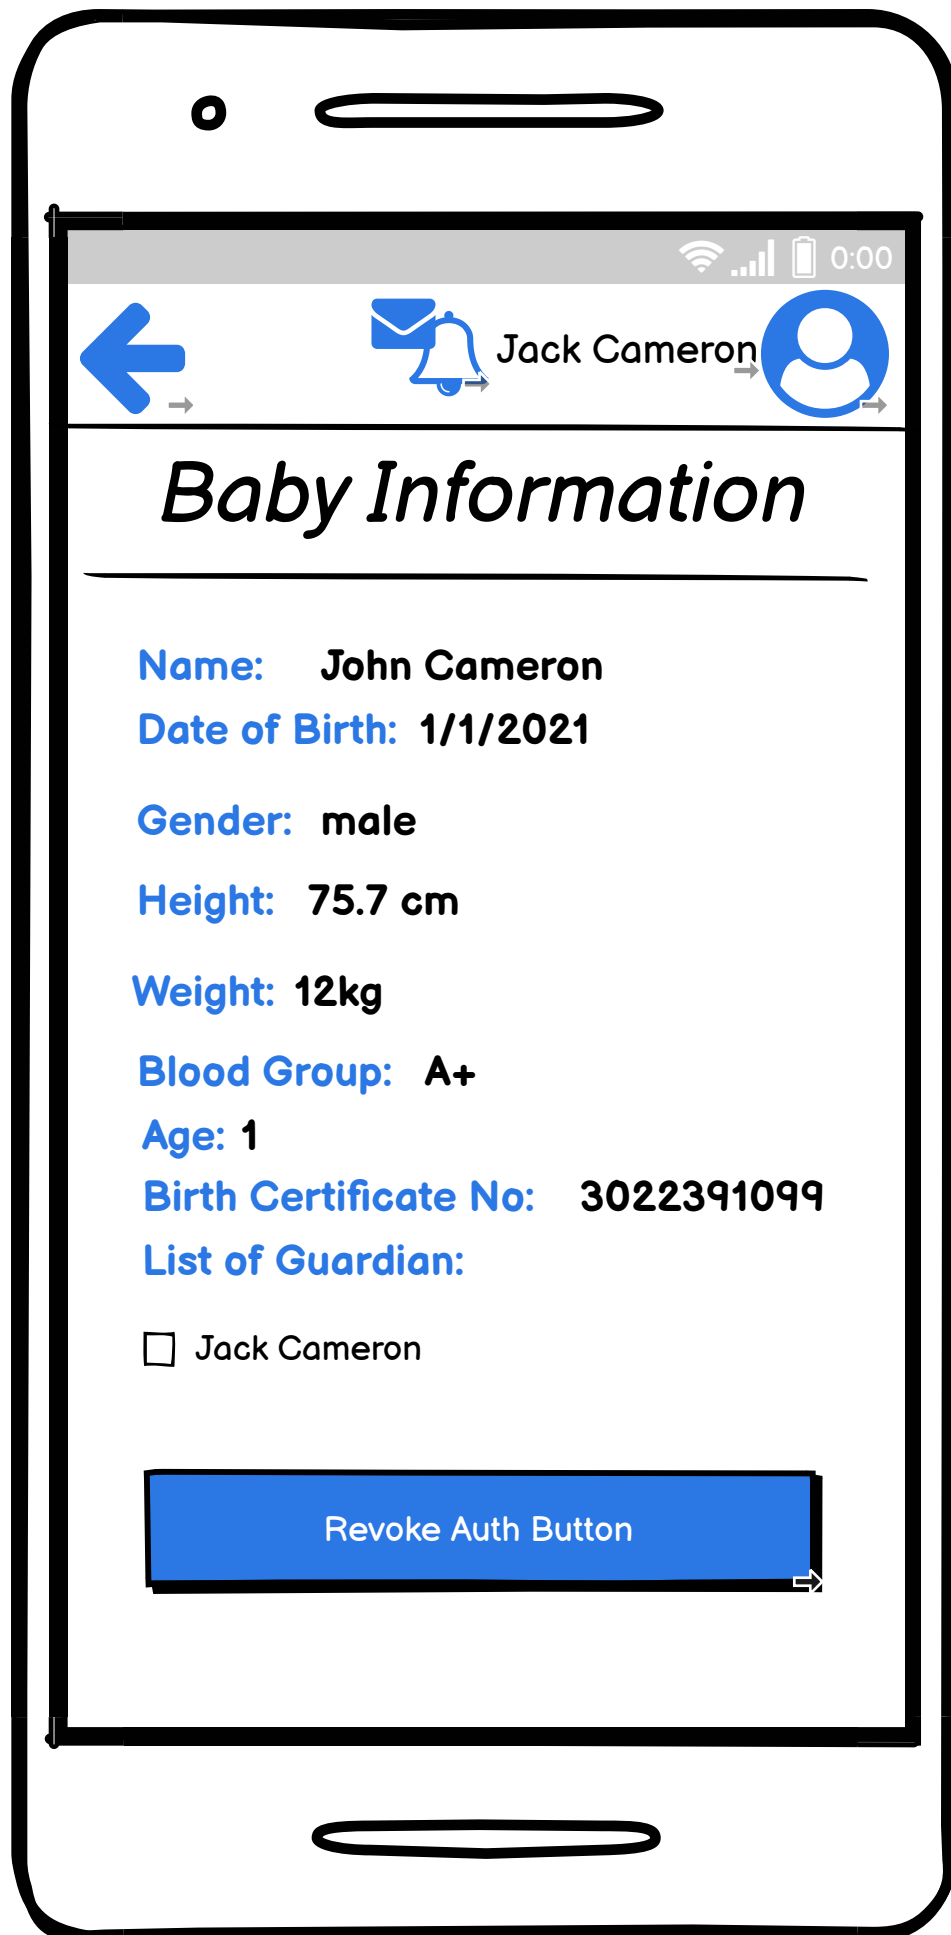 0:00
Jack Cameron
Baby Information
Name: John Cameron
Date of Birth: 1/1/2021
Gender: male
Height: 75.7 cm
Weight: 12kg
Blood Group: A+
Age: 1
Birth Certificate No: 3022391099
List of Guardian:
Jack Cameron
Revoke Auth Button